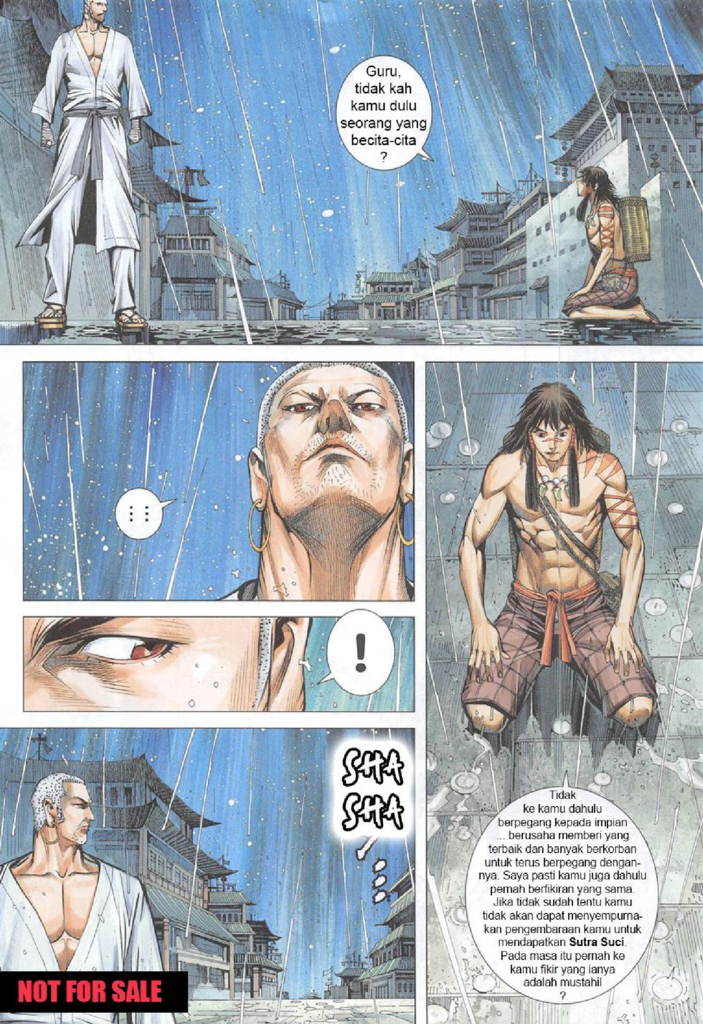 Guru,
tidak kah
kamu dulu
seorang yang
becita-cita
?
...
...
!
SHA
SHA
Tidak
ke kamu dahulu
berpegang kepada impian
... berusaha memberi yang
terbaik dan banyak berkorban
untuk terus berpegang dengan-
nya. Saya pasti kamu juga dahulu
pernah berfikiran yang sama.
Jika tidak sudah tentu kamu
tidak akan dapat menyempurna-
kan pengembaraan kamu untuk
mendapatkan Sutra Suci.
Pada masa itu pernah ke
kamu fikir yang ianya
adalah mustahil
?
NOT FOR SALE